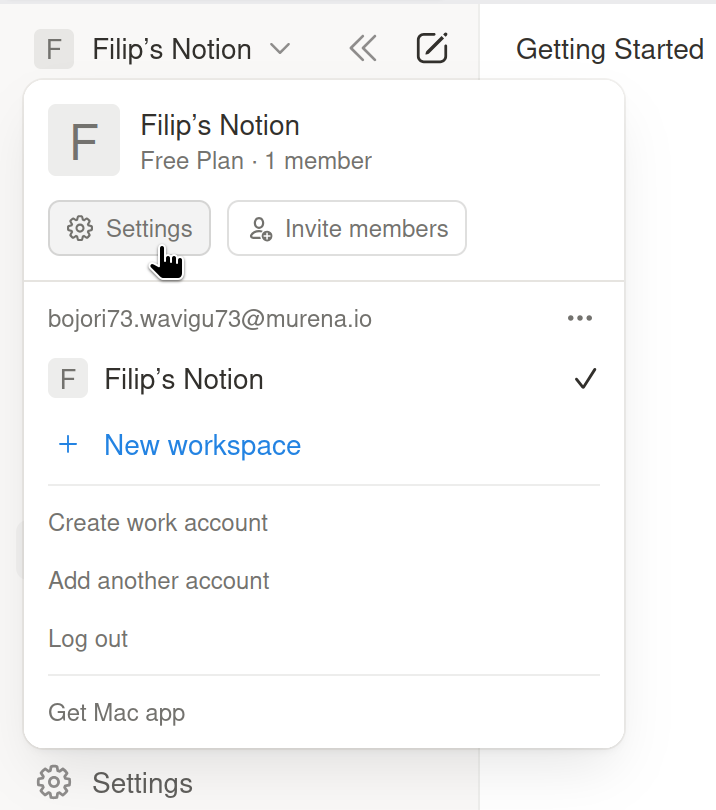 F Filip’s Notion
Getting Started
F
Filip’s Notion
Free Plan · 1 member
Settings
Invite members
bojori73.wavigu73@murena.io
F Filip’s Notion
+ New workspace
Create work account
Add another account
Log out
Get Mac app
Settings